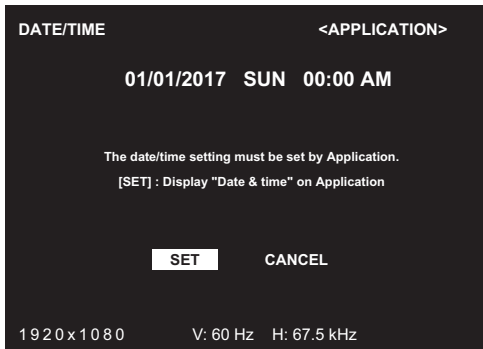 DATE/TIME <APPLICATION>
01/01/2017 SUN 00:00 AM
The date/time setting must be set by Application.
[SET] : Display "Date & time" on Application
SET CANCEL
1920x1080 V: 60 Hz H: 67.5 kHz